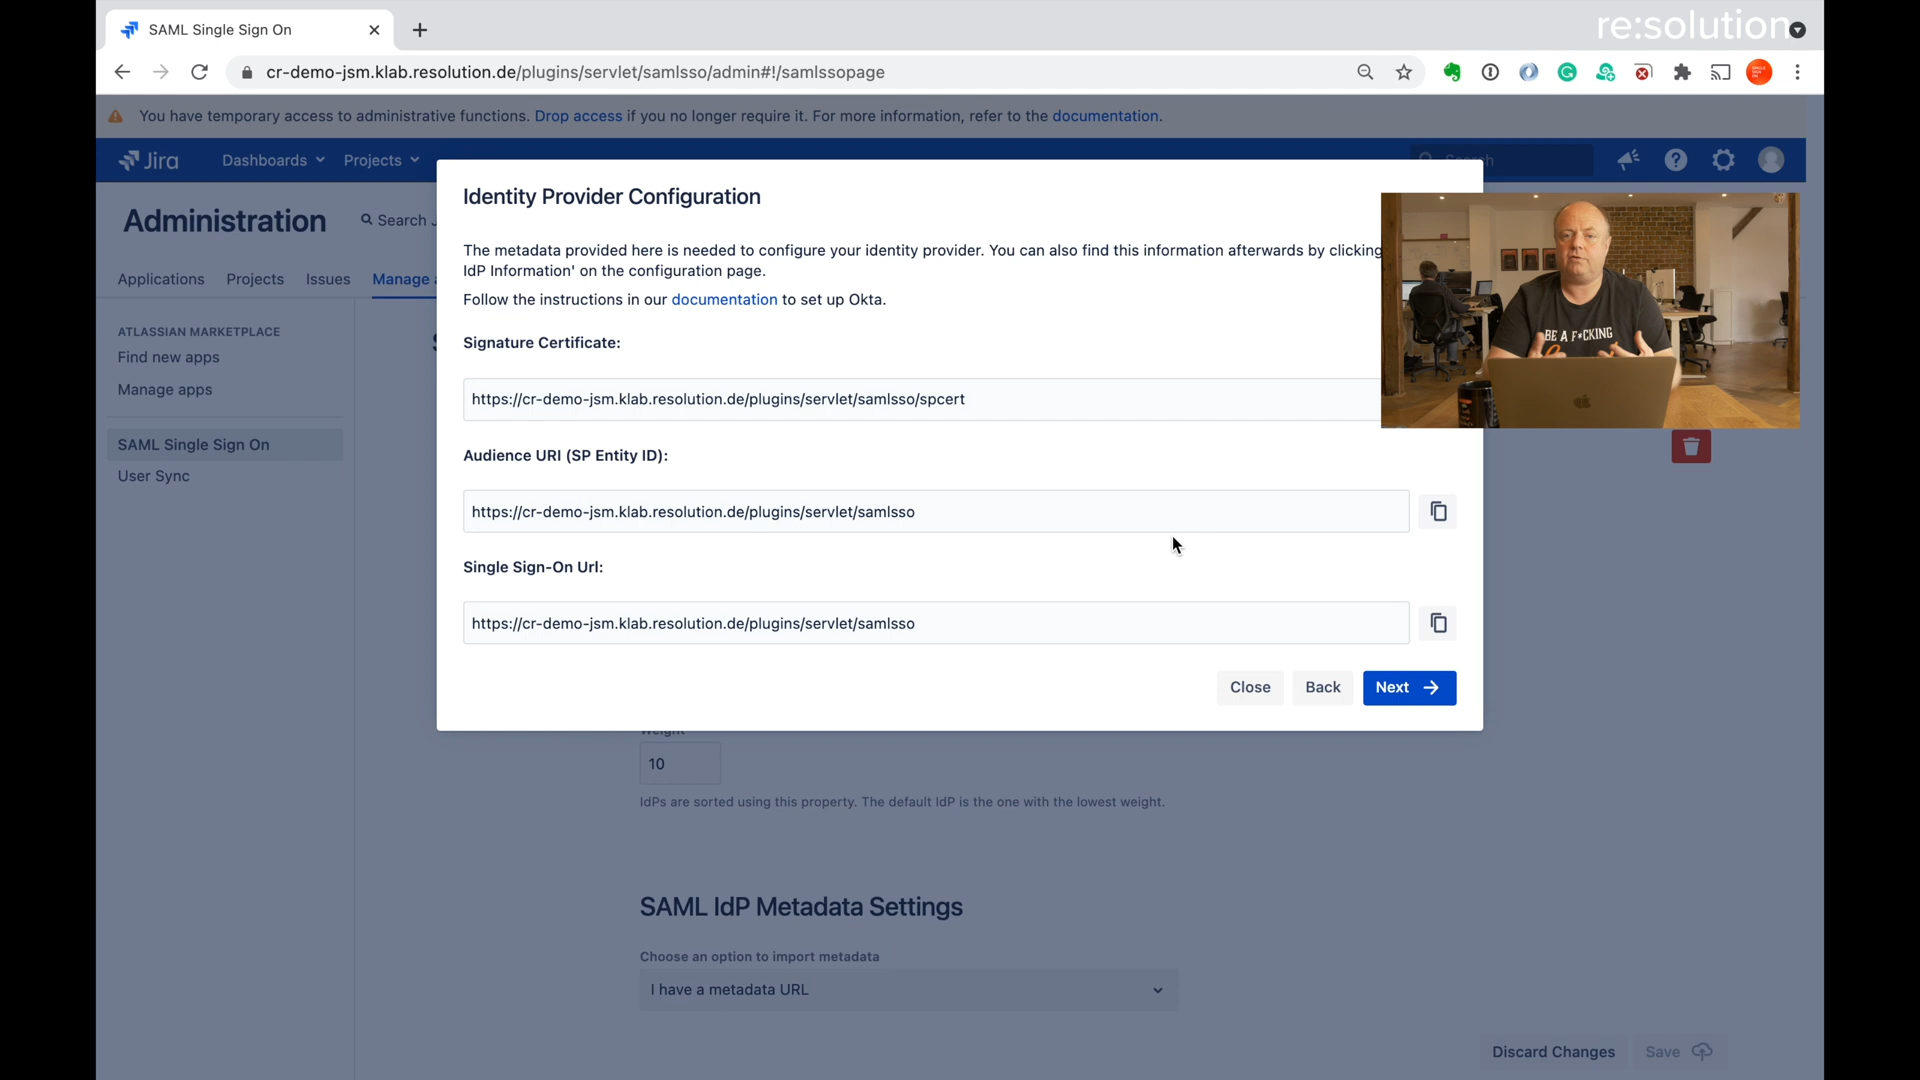 SAML Single Sign On
re:solution
cr-demo-jsm.klab.resolution.de/plugins/servlet/samlsso/admin#!/samlssopage
You have temporary access to administrative functions. Drop access if you no longer require it. For more information, refer to the documentation.
Jira Dashboards Projects Search
Administration Search
Applications Projects Issues Manage
ATLASSIAN MARKETPLACE
Find new apps
Manage apps
SAML Single Sign On
User Sync
Identity Provider Configuration
The metadata provided here is needed to configure your identity provider. You can also find this information afterwards by clicking
IdP Information' on the configuration page.
Follow the instructions in our documentation to set up Okta.
Signature Certificate:
https://cr-demo-jsm.klab.resolution.de/plugins/servlet/samlsso/spcert
Audience URI (SP Entity ID):
https://cr-demo-jsm.klab.resolution.de/plugins/servlet/samlsso
Single Sign-On Url:
https://cr-demo-jsm.klab.resolution.de/plugins/servlet/samlsso
Close Back Next
BE A F*CKING
Weight
10
IdPs are sorted using this property. The default IdP is the one with the lowest weight.
SAML IdP Metadata Settings
Choose an option to import metadata
I have a metadata URL
Discard Changes Save